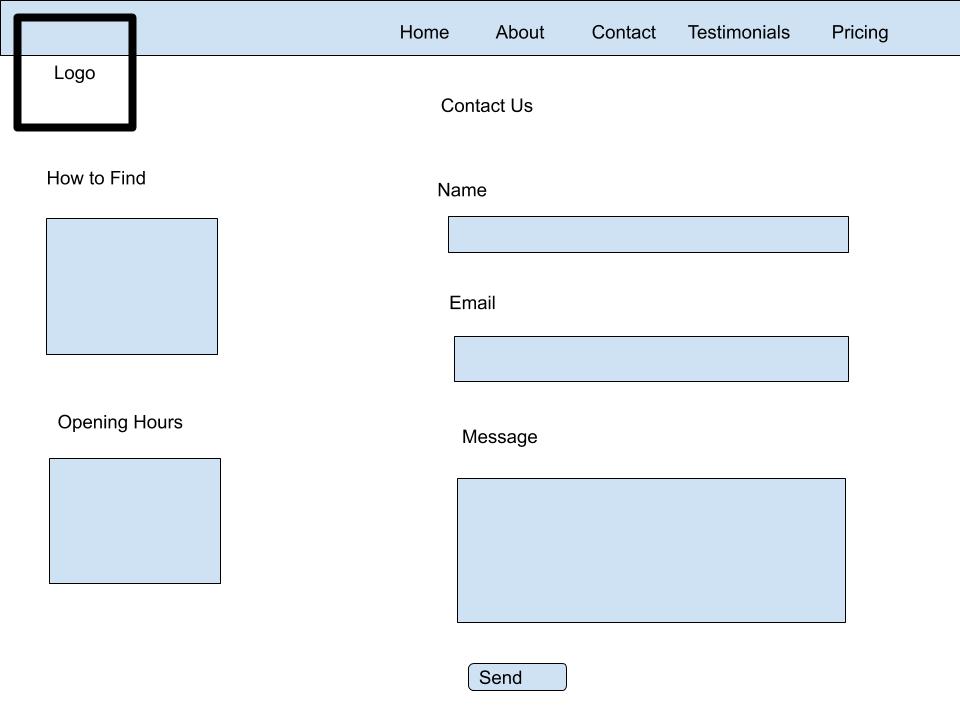 Home About Contact Testimonials Pricing
Logo
Contact Us
How to Find
Name
Email
Opening Hours
Message
Send